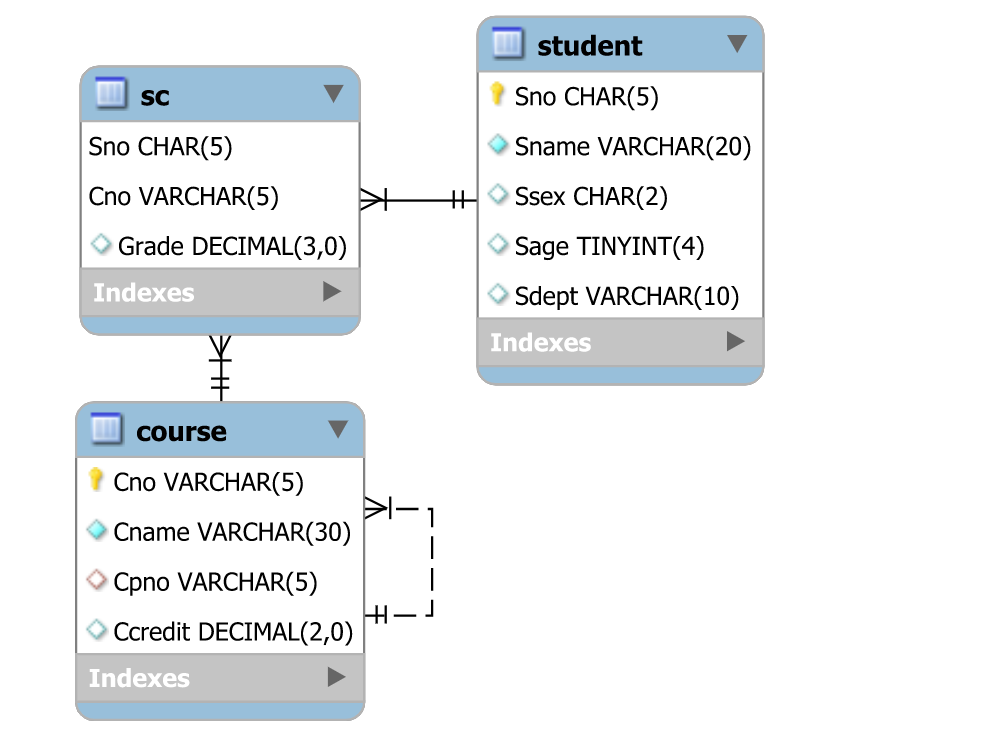 sc
Sno CHAR(5)
Cno VARCHAR(5)
Grade DECIMAL(3,0)
Indexes
student
Sno CHAR(5)
Sname VARCHAR(20)
Ssex CHAR(2)
Sage TINYINT(4)
Sdept VARCHAR(10)
Indexes
course
Cno VARCHAR(5)
Cname VARCHAR(30)
Cpno VARCHAR(5)
Ccredit DECIMAL(2,0)
Indexes